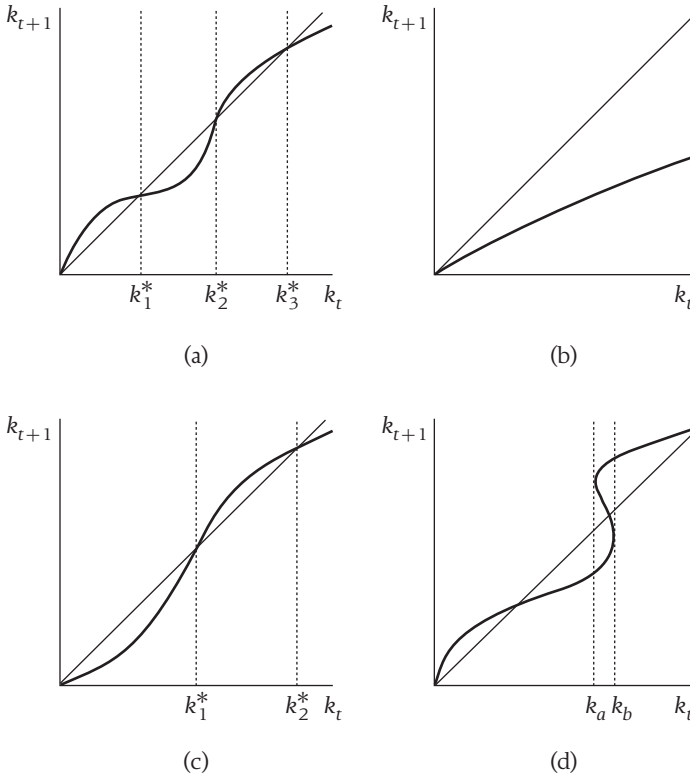 k_{t+1} k_{t+1}
k_1^* k_2^* k_3^* k_t k_t
(a) (b)
k_{t+1} k_{t+1}
k_1^* k_2^* k_t k_a k_b k_t
(c) (d)